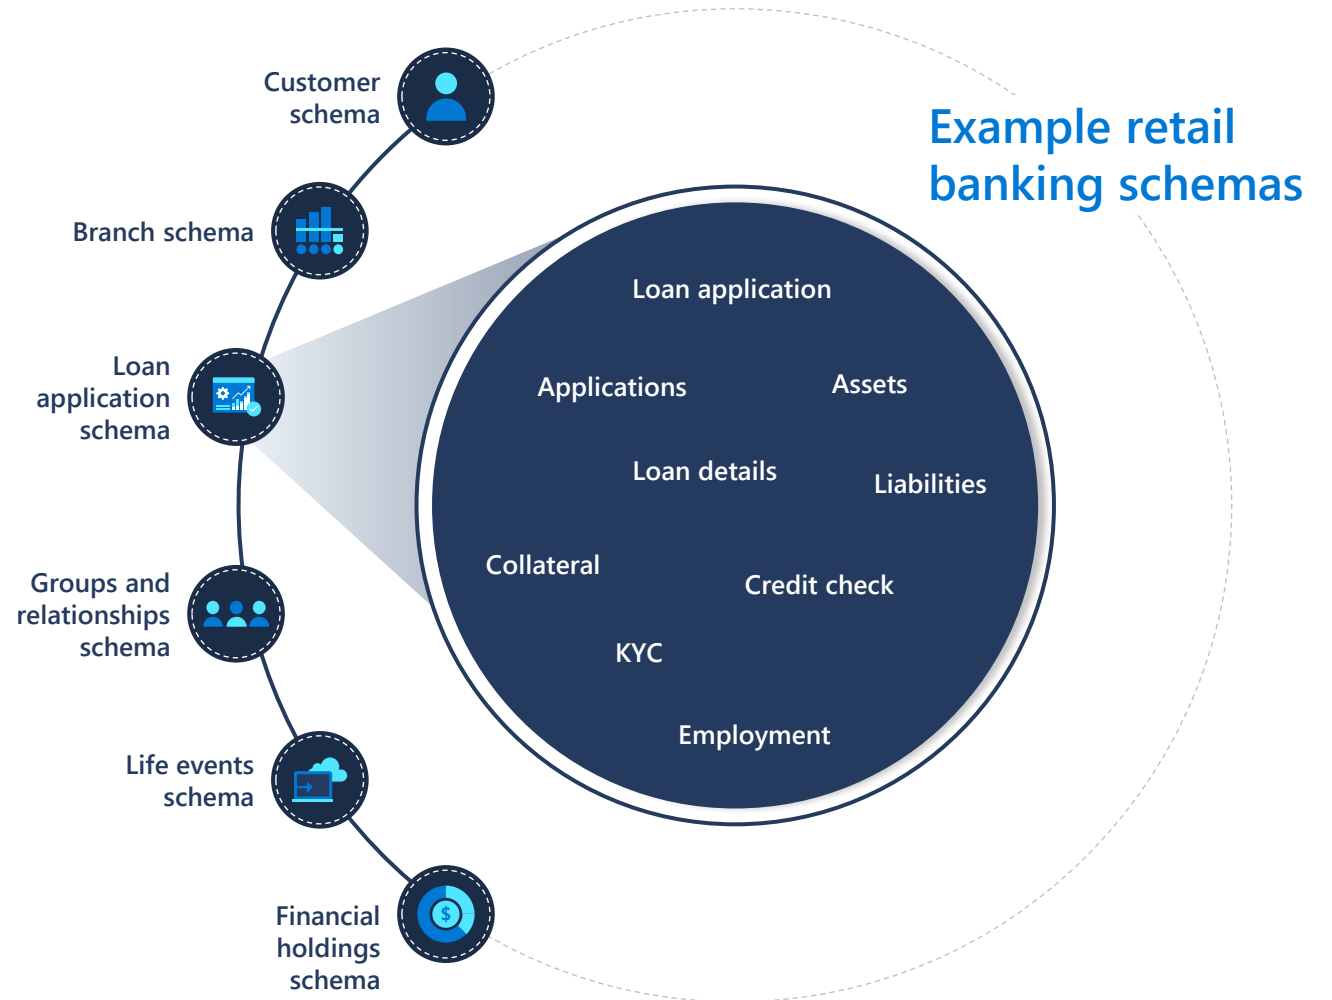 Example retail
banking schemas
Customer
schema
Branch schema
Loan
application
schema
Groups and
relationships
schema
Life events
schema
Financial
holdings
schema
$
Loan application
Applications
Assets
Loan details
Liabilities
Collateral
Credit check
KYC
Employment